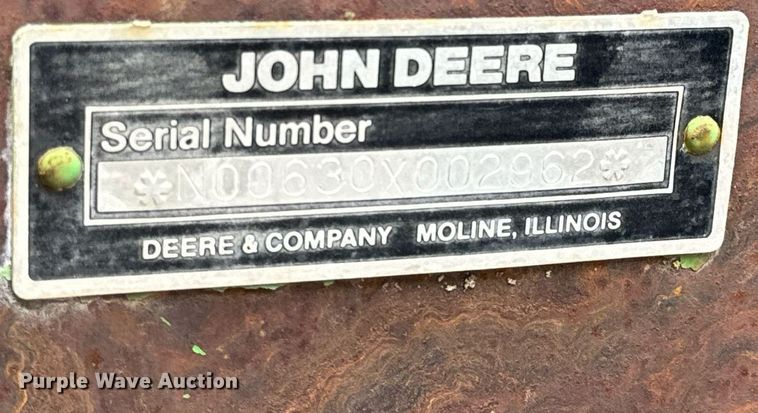 JOHN DEERE
Serial Number
*N00630X002962*
DEERE & COMPANY MOLINE, ILLINOIS
Purple Wave Auction